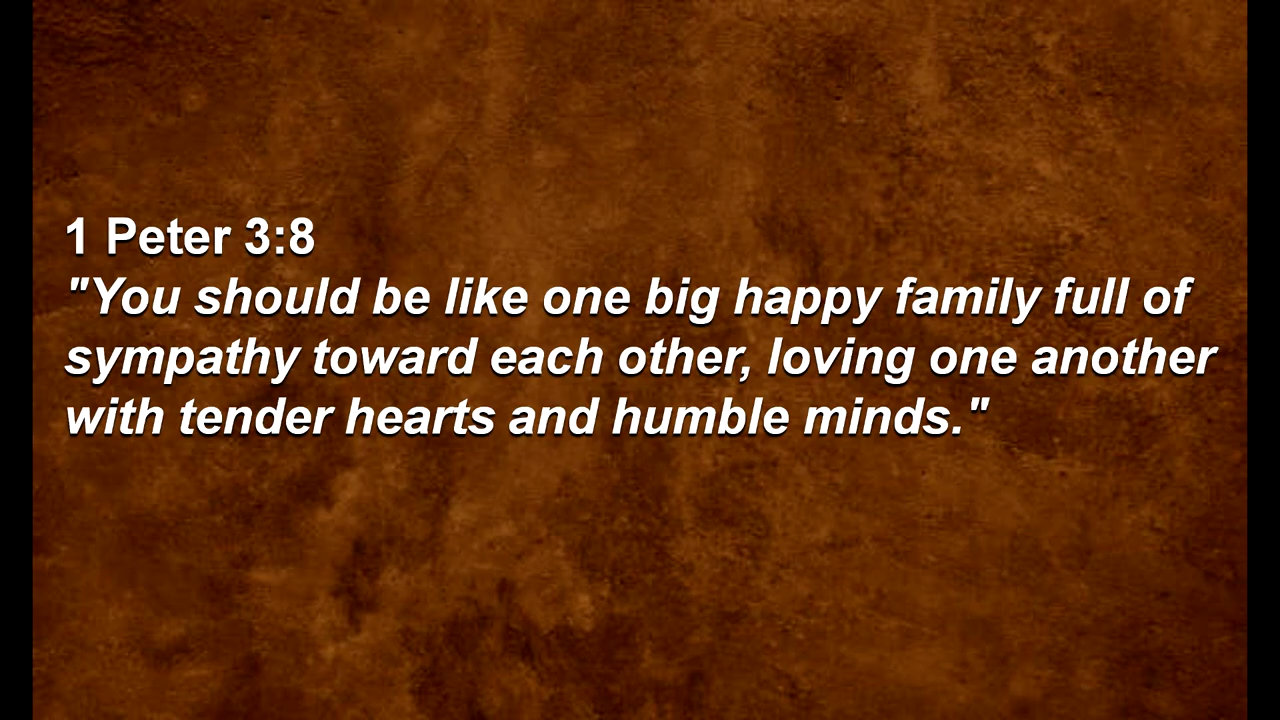 1 Peter 3:8
"You should be like one big happy family full of
sympathy toward each other, loving one another
with tender hearts and humble minds."